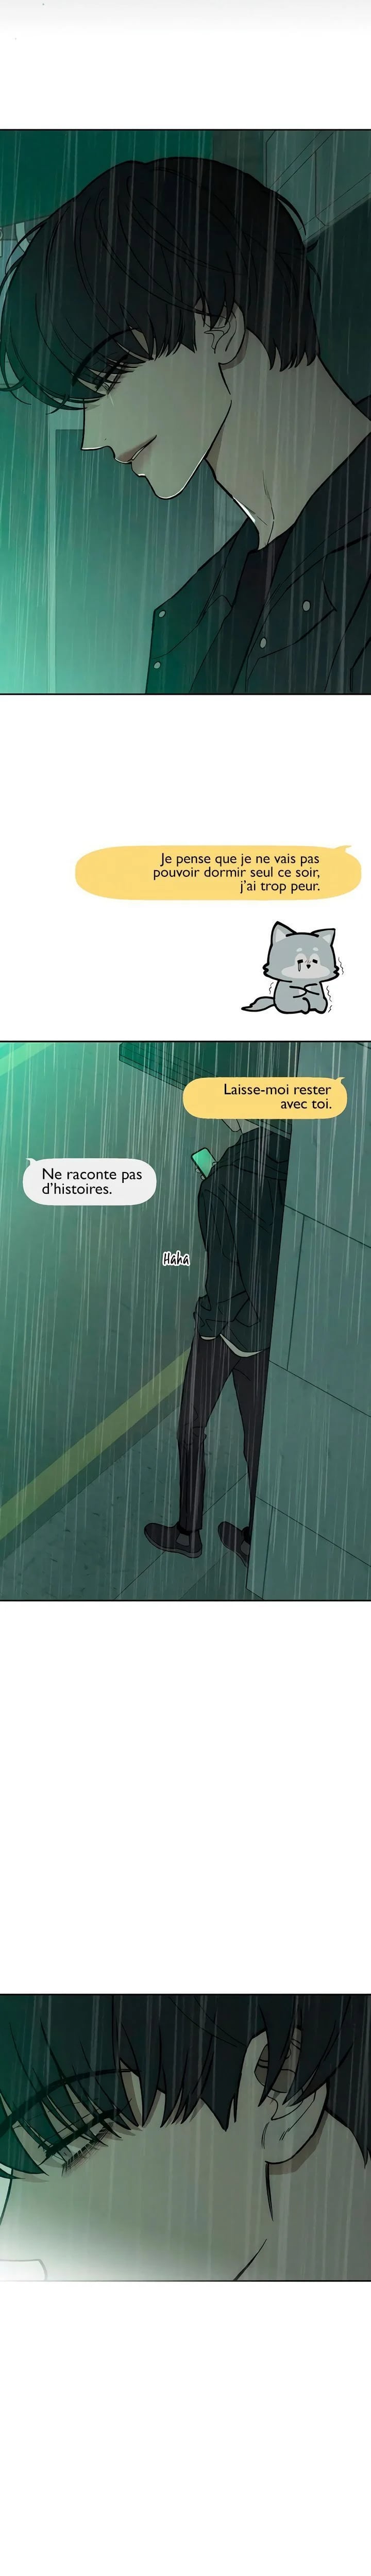 Je pense que je ne vais pas
pouvoir dormir seul ce soir,
j'ai trop peur.
Laisse-moi rester
avec toi.
Ne raconte pas
d'histoires.
Haha